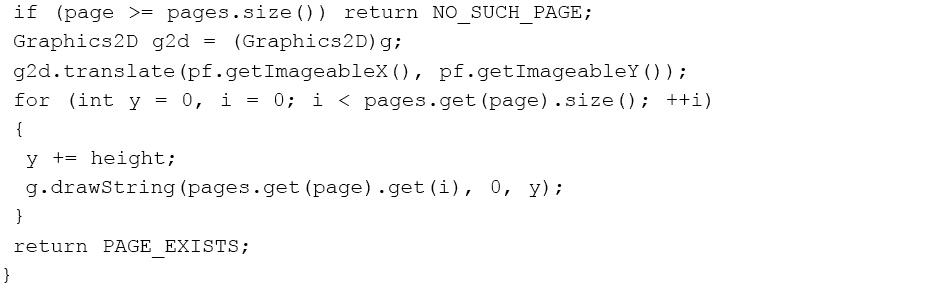 if (page >= pages.size()) return NO_SUCH_PAGE;
Graphics2D g2d = (Graphics2D)g;
g2d.translate(pf.getImageableX(), pf.getImageableY());
for (int y = 0, i = 0; i < pages.get(page).size(); ++i)
{
y += height;
g.drawString(pages.get(page).get(i), 0, y);
}
return PAGE_EXISTS;
}